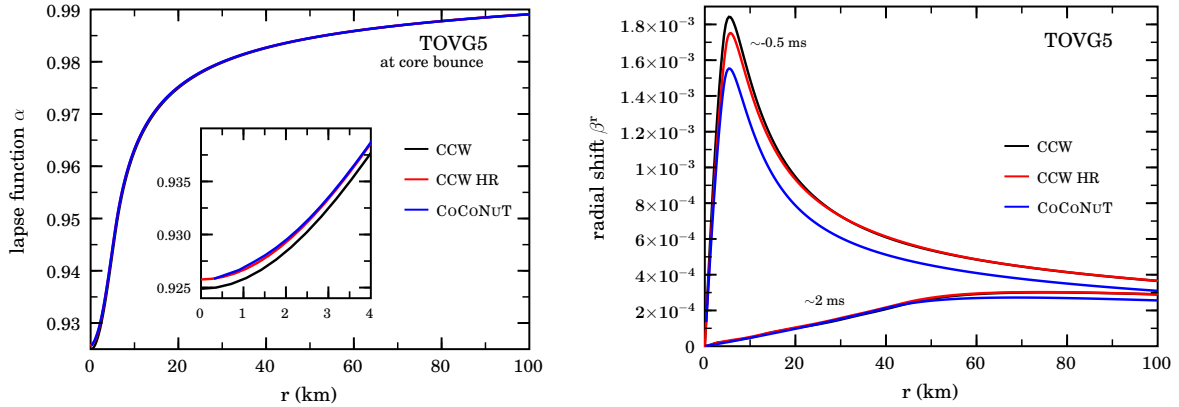 0.99
0.98
0.97
0.96
0.95
0.94
0.93
lapse function α
TOVG5
at core bounce
CCW
CCW HR
CoCoNuT
0.935
0.930
0.925
0 1 2 3 4
0 20 40 60 80 100
r (km)
1.8×10⁻³
1.6×10⁻³
1.8×10⁻³
1.2×10⁻³
1.8×10⁻³
8×10⁻⁴
6×10⁻⁴
4×10⁻⁴
2×10⁻⁴
0
radial shift βʳ
~-0.5 ms
TOVG5
CCW
CCW HR
CoCoNuT
~2 ms
0 20 40 60 80 100
r (km)